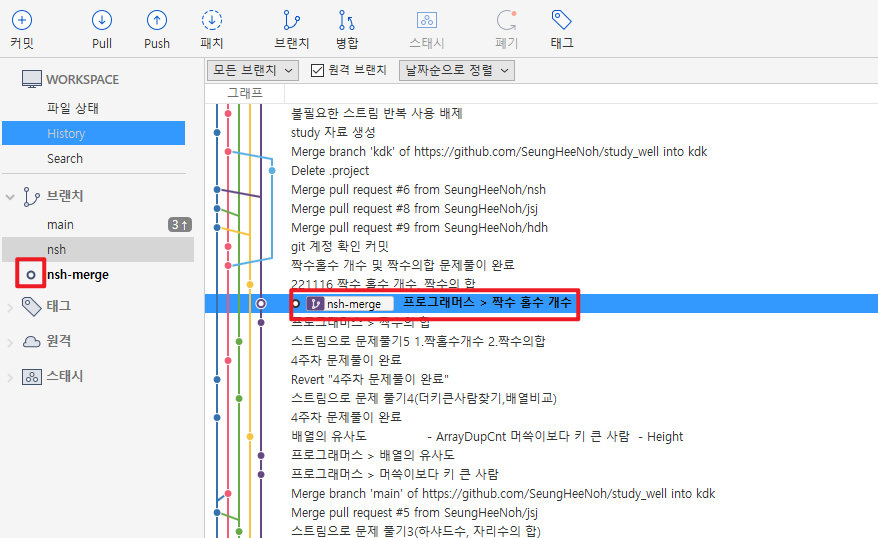 커밋 Pull Push 패치 브랜치 병합 스태시 폐기 태그
모든 브랜치 원격 브랜치 날짜순으로 정렬
그래프
WORKSPACE
파일 상태
History
Search
브랜치
main 3↑
nsh
nsh-merge
태그
원격
스태시
불필요한 스트림 반복 사용 배제
study 자료 생성
Merge branch 'kdk' of https://github.com/SeungHeeNoh/study_well into kdk
Delete .project
Merge pull request #6 from SeungHeeNoh/nsh
Merge pull request #8 from SeungHeeNoh/jsj
Merge pull request #9 from SeungHeeNoh/hdh
git 계정 확인 커밋
짝수홀수 개수 및 짝수의합 문제풀이 완료
221116 짝수 홀수 개수, 짝수의 합
nsh-merge 프로그래머스 > 짝수 홀수 개수
프로그래머스 > 짝수의 합
스트림으로 문제풀기5 1.짝홀수개수 2.짝수의합
4주차 문제풀이 완료
Revert "4주차 문제풀이 완료"
스트림으로 문제 풀기4(더키큰사람찾기,배열비교)
4주차 문제풀이 완료
배열의 유사도 - ArrayDupCnt 머쓱이보다 키 큰 사람 - Height
프로그래머스 > 배열의 유사도
프로그래머스 > 머쓱이보다 키 큰 사람
Merge branch 'main' of https://github.com/SeungHeeNoh/study_well into kdk
Merge pull request #5 from SeungHeeNoh/jsj
스트림으로 문제 풀기3(하샤드수, 자리수의 합)